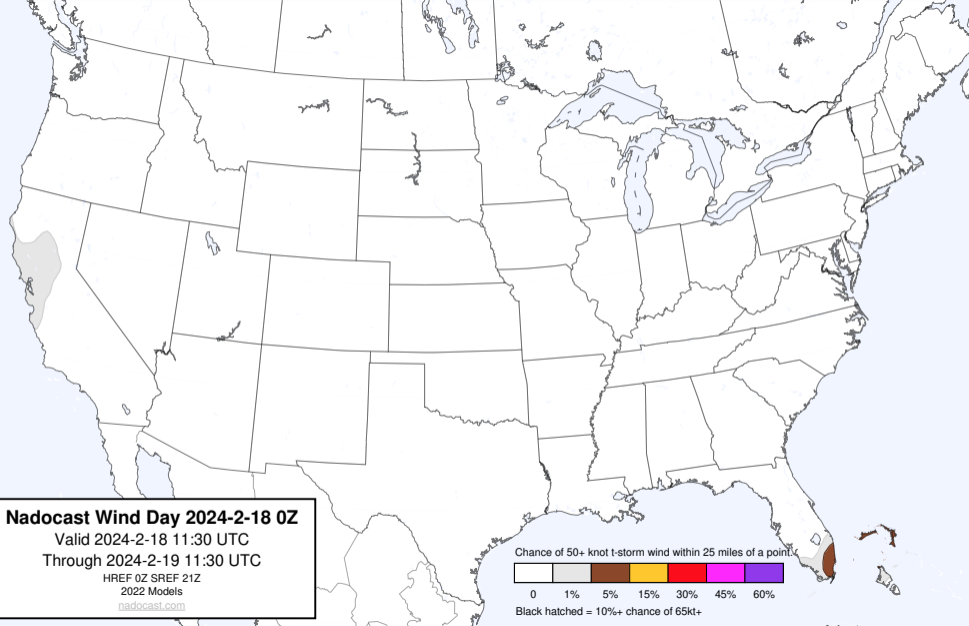 Nadocast Wind Day 2024-2-18 0Z
Valid 2024-2-18 11:30 UTC
Through 2024-2-19 11:30 UTC
HREF 0Z SREF 21Z
2022 Models
nadocast.com
Chance of 50+ knot t-storm wind within 25 miles of a point.
0 1% 5% 15% 30% 45% 60%
Black hatched = 10%+ chance of 65kt+